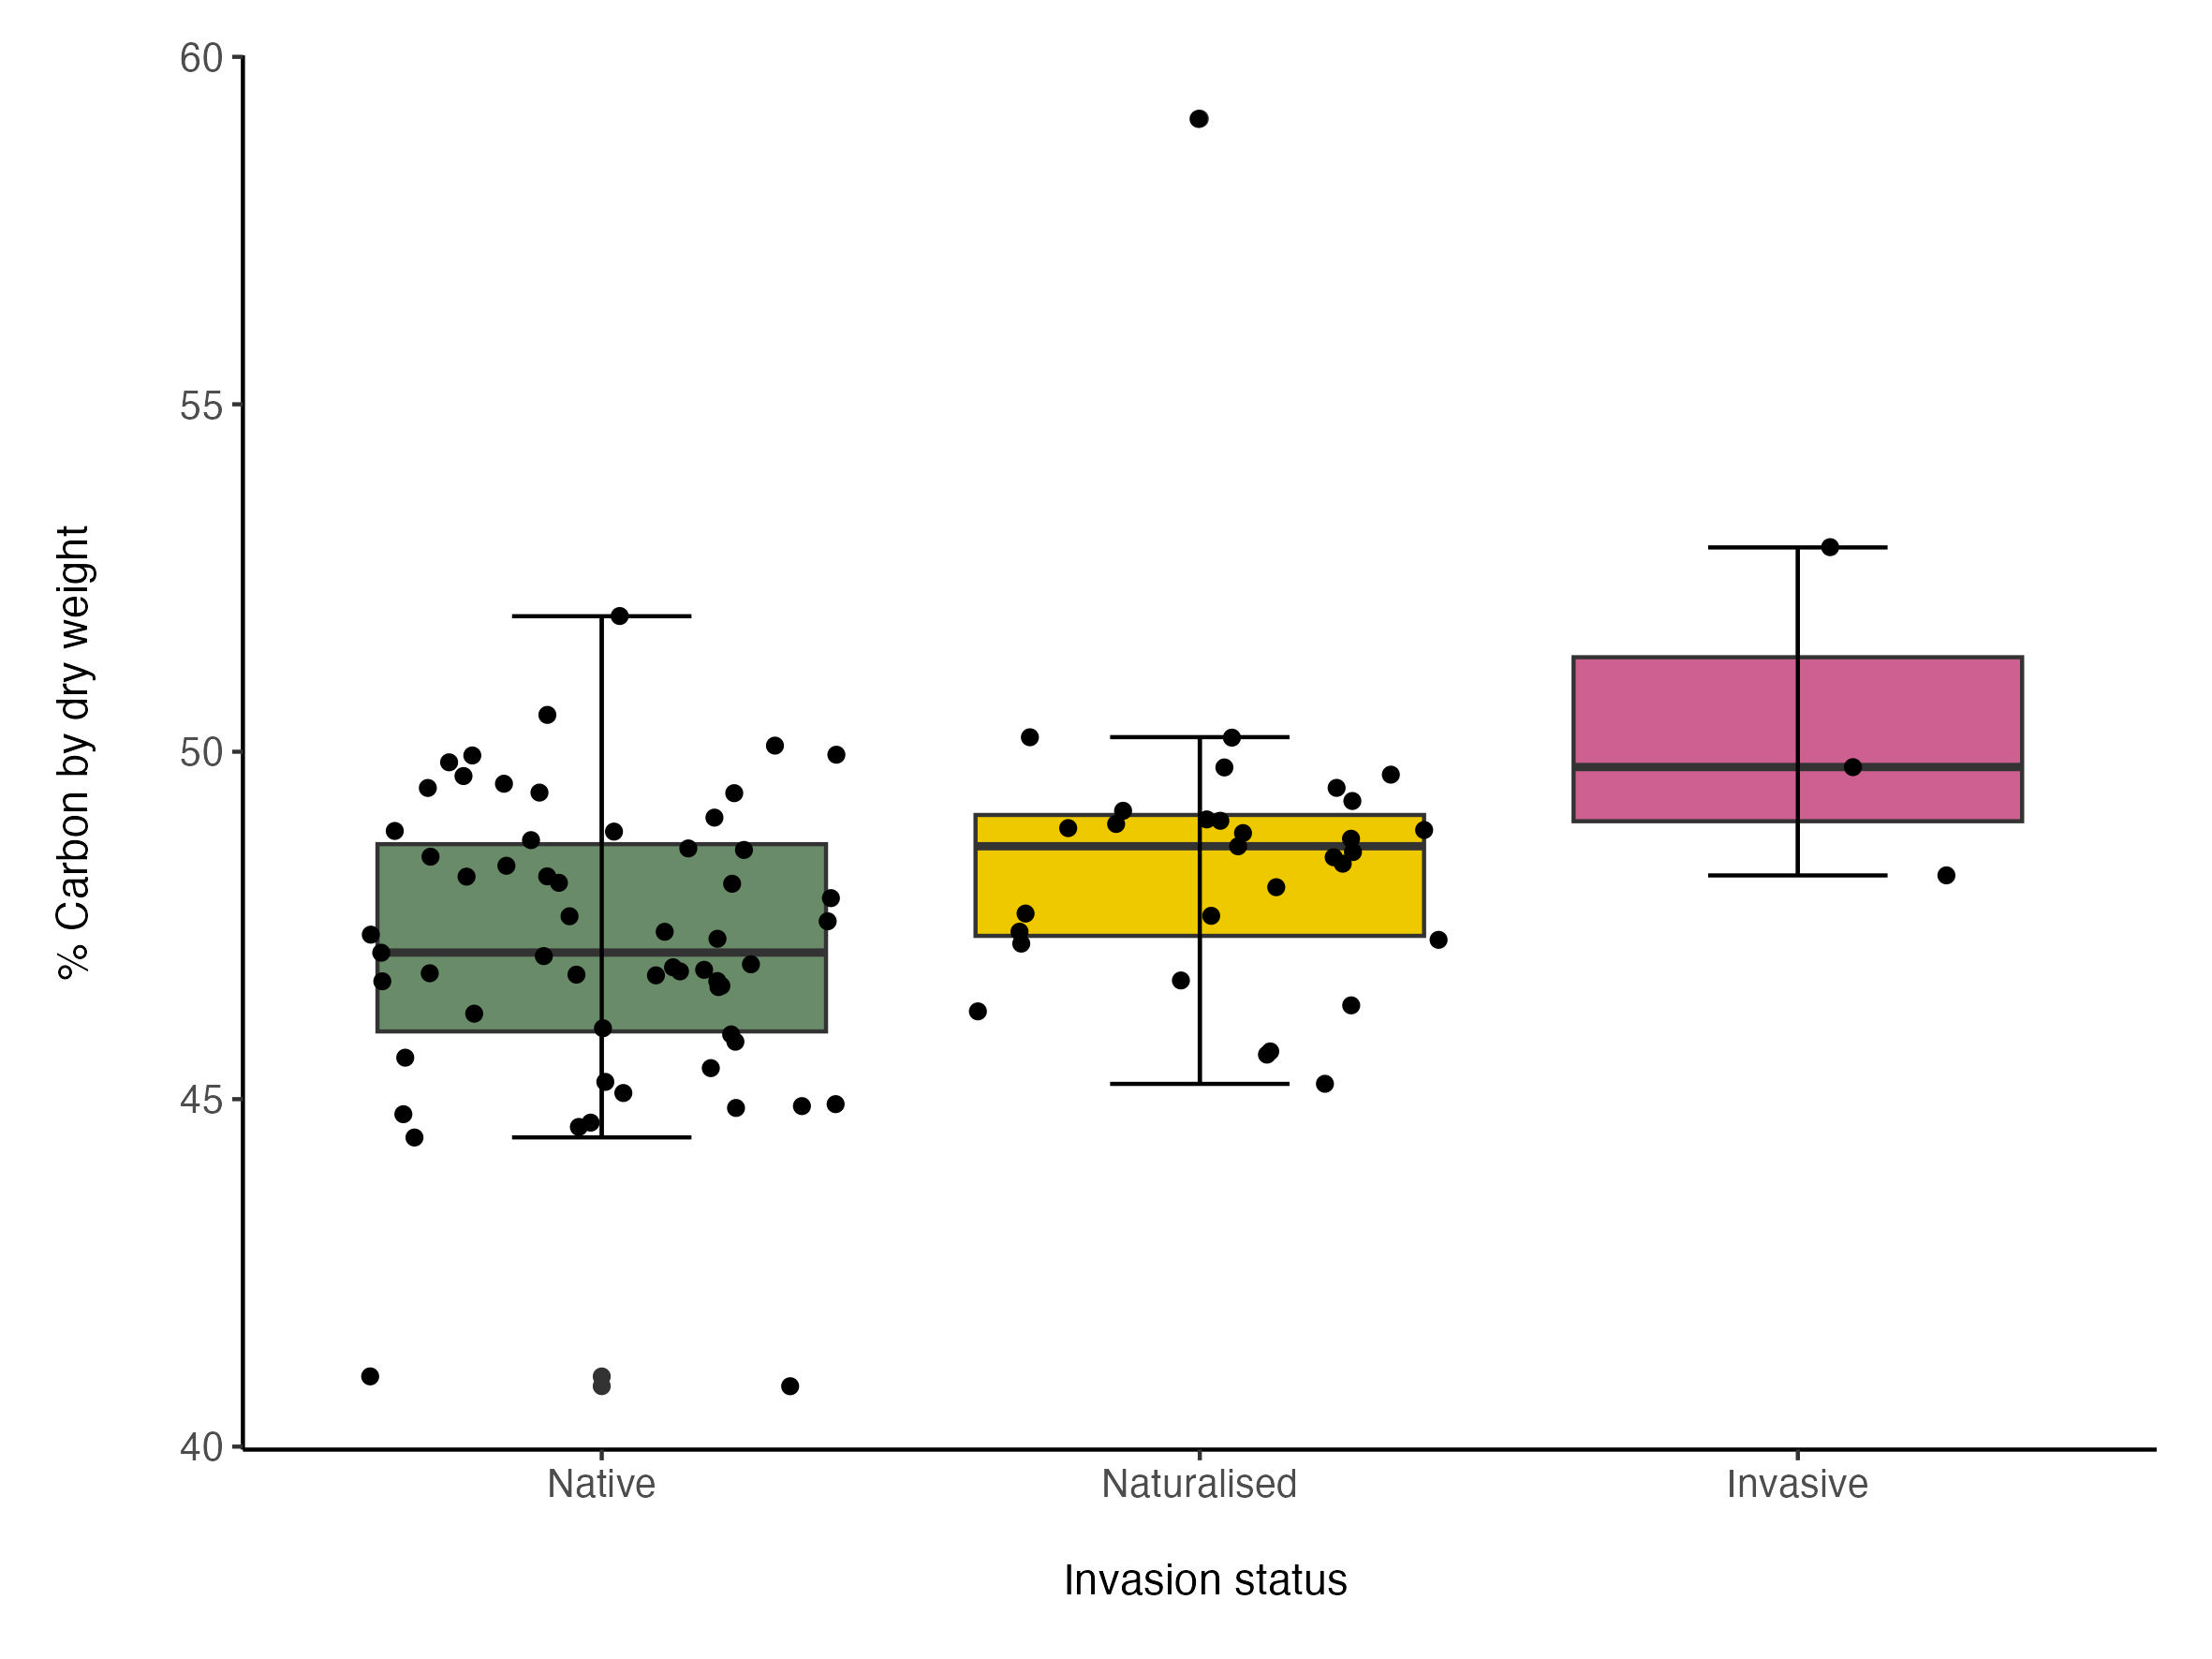 60
55
50
45
40
% Carbon by dry weight
Native
Naturalised
Invasive
Invasion status